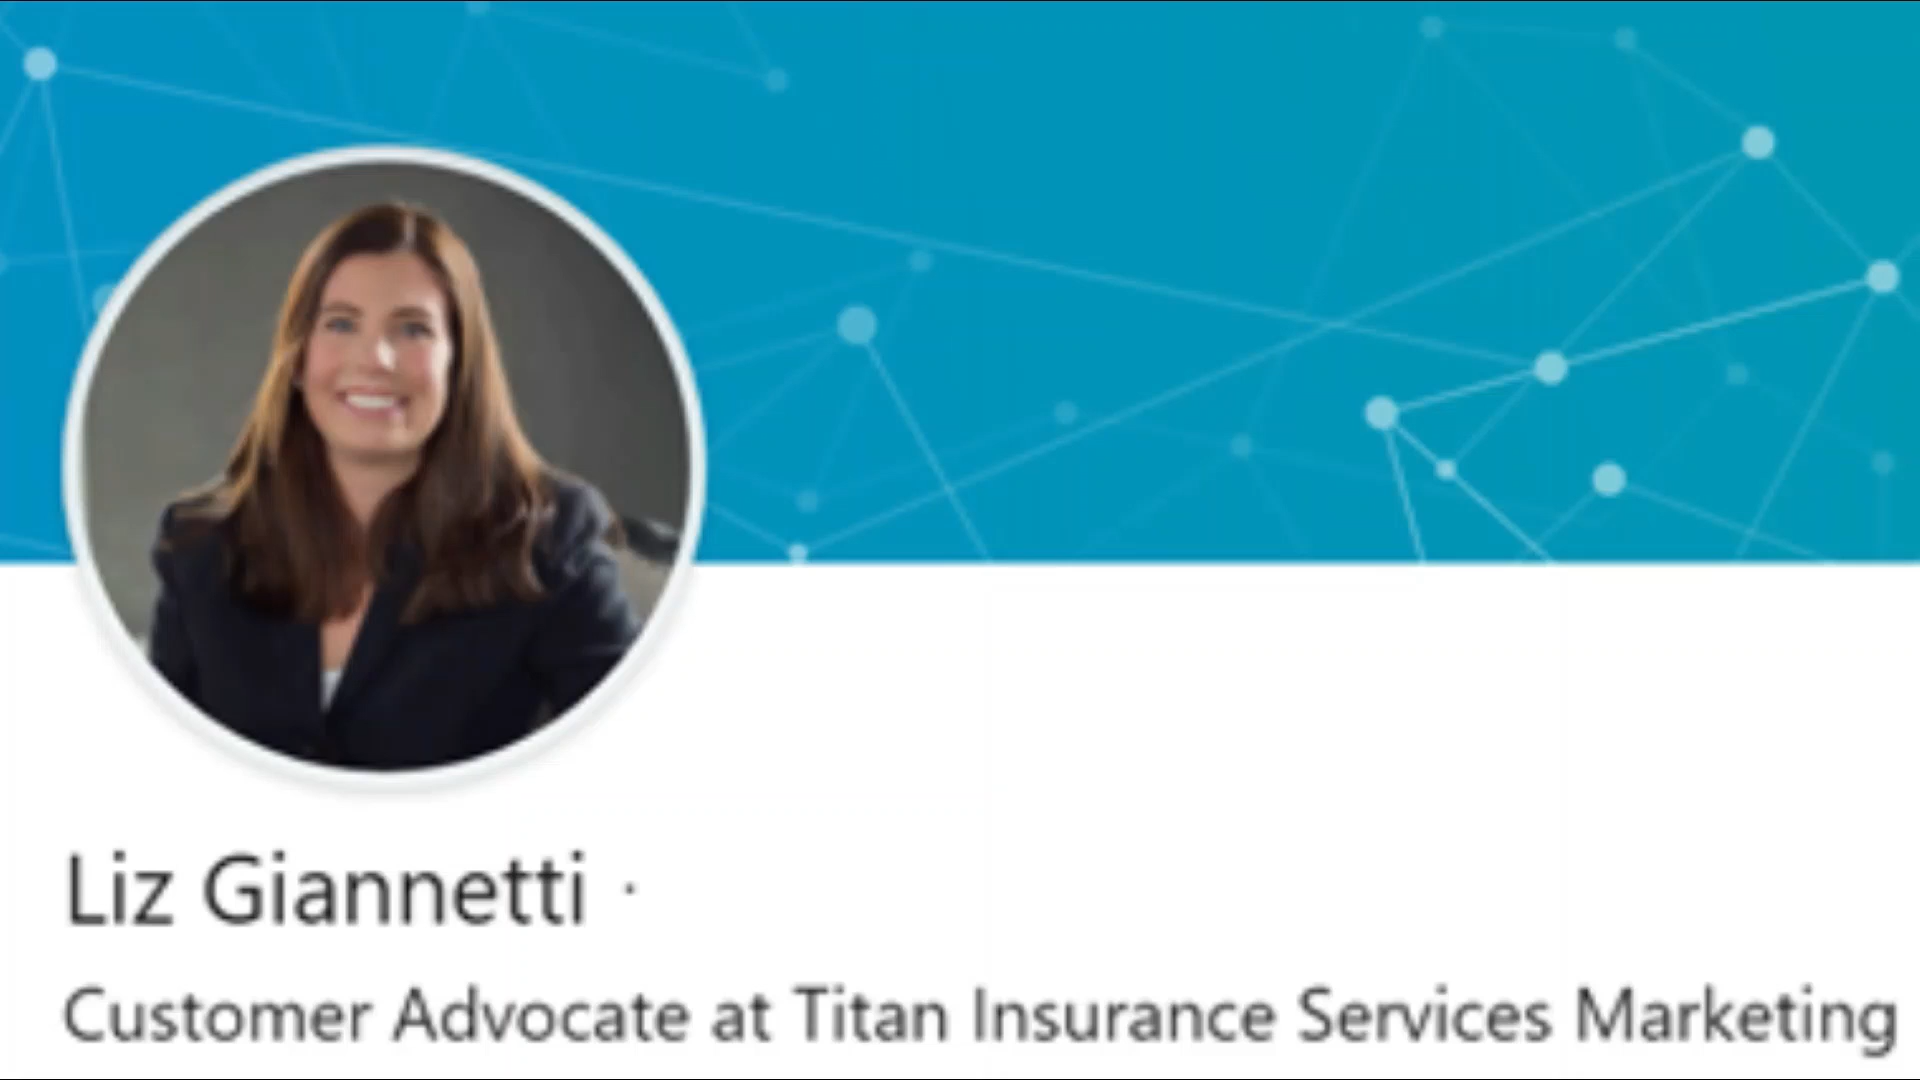 Liz Giannetti ·
Customer Advocate at Titan Insurance Services Marketing